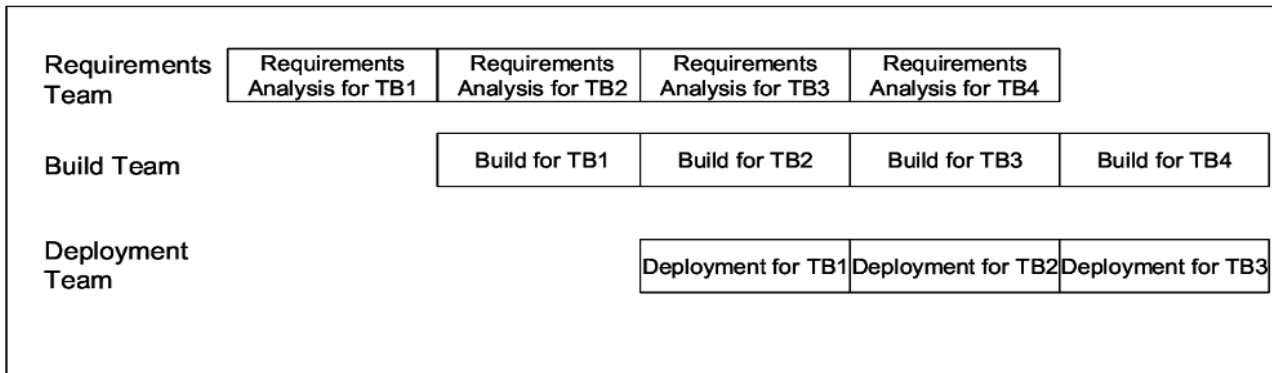 Requirements
Team
Requirements
Analysis for TB1
Requirements
Analysis for TB2
Requirements
Analysis for TB3
Requirements
Analysis for TB4
Build Team
Build for TB1
Build for TB2
Build for TB3
Build for TB4
Deployment
Team
Deployment for TB1
Deployment for TB2
Deployment for TB3